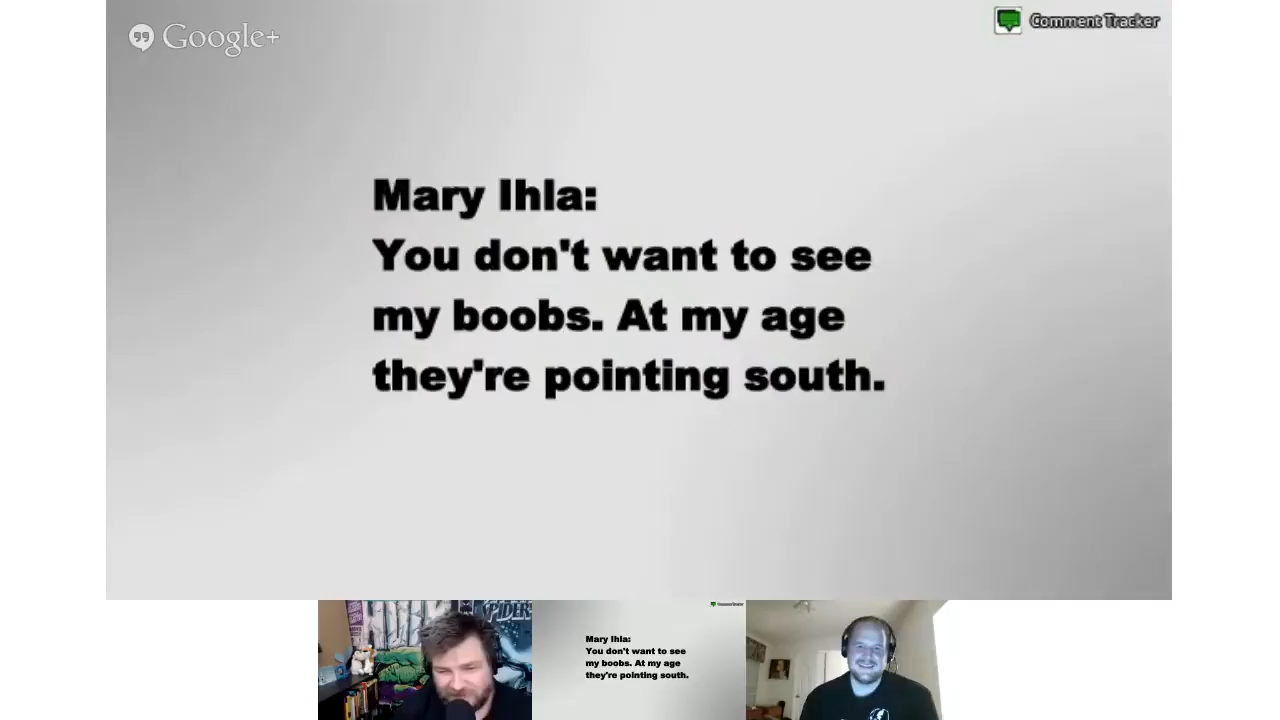 Google+
Comment Tracker
Mary Ihla:
You don't want to see
my boobs. At my age
they're pointing south.
SPIDER
Mary Ihla:
You don't want to see
my boobs. At my age
they're pointing south.